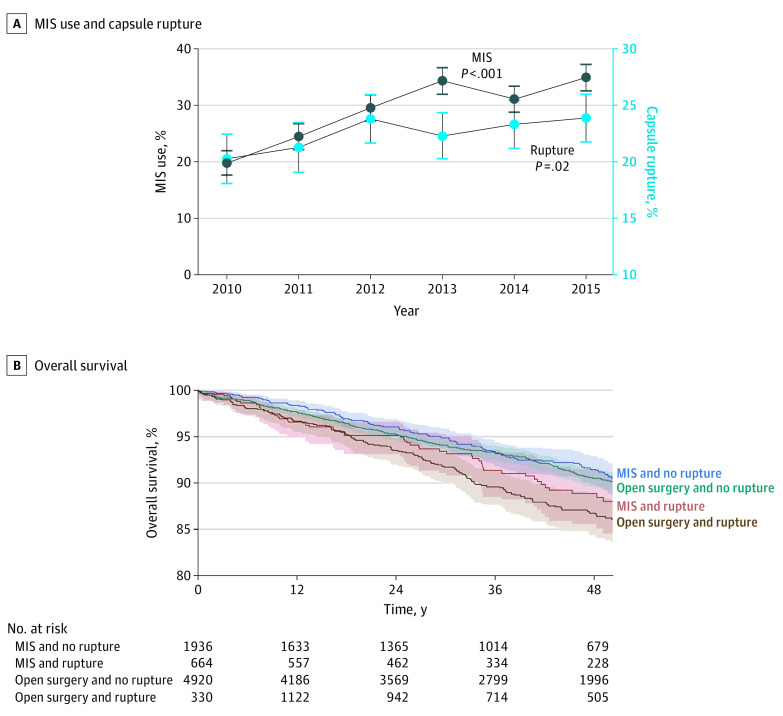 A MIS use and capsule rupture
40
30
20
10
0
MIS use, %
30
25
20
15
10
Capsule rupture, %
MIS
P <.001
Rupture
P = .02
2010 2011 2012 2013 2014 2015
Year
B Overall survival
100
95
90
85
80
Overall survival, %
MIS and no rupture
Open surgery and no rupture
MIS and rupture
Open surgery and rupture
0 12 24 36 48
Time, y
No. at risk
MIS and no rupture 1936 1633 1365 1014 679
MIS and rupture 664 557 462 334 228
Open surgery and no rupture 4920 4186 3569 2799 1996
Open surgery and rupture 330 1122 942 714 505